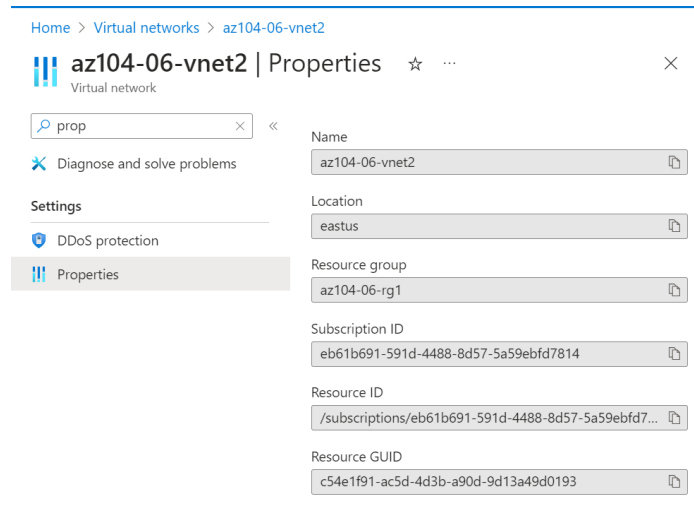 Home > Virtual networks > az104-06-vnet2
az104-06-vnet2 | Properties ☆ ...
Virtual network
prop
Diagnose and solve problems
Settings
DDoS protection
Properties
Name
az104-06-vnet2
Location
eastus
Resource group
az104-06-rg1
Subscription ID
eb61b691-591d-4488-8d57-5a59ebfd7814
Resource ID
/subscriptions/eb61b691-591d-4488-8d57-5a59ebfd7...
Resource GUID
c54e1f91-ac5d-4d3b-a90d-9d13a49d0193